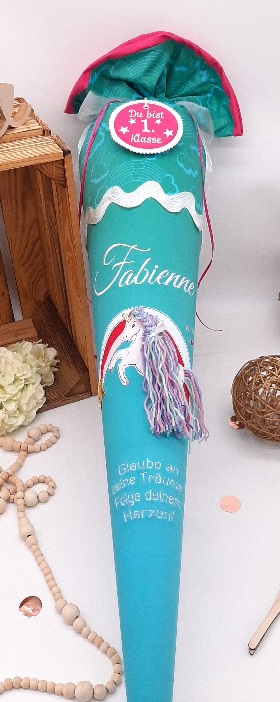 Du bist
1.
Klasse
Fabienne
Glaube an
deine Träume
Folge deinem
Herzen!